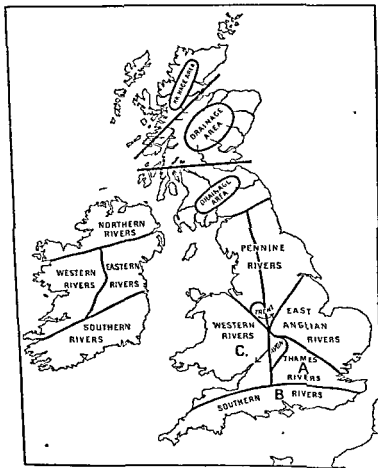 AREA
DRAINAGE
AREA
DRAINAGE
AREA
NORTHERN
RIVERS
WESTERN
RIVERS
EASTERN
RIVERS
SOUTHERN
RIVERS
PENNINE
RIVERS
TRENT
EAST
ANGLIAN
RIVERS
WESTERN
RIVERS
C.
THAMES
A
RIVERS
B
SOUTHERN RIVERS